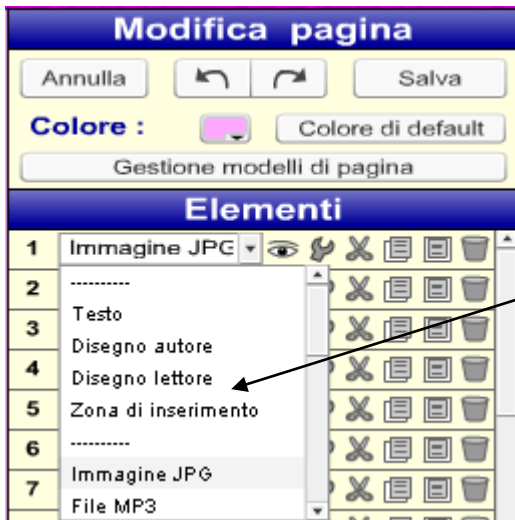 Modifica pagina
Annulla Salva
Colore : Colore di default
Gestione modelli di pagina
Elementi
1 Immagine JPG
2 ----------
Testo
3 Disegno autore
4 Disegno lettore
5 Zona di inserimento
6 ----------
Immagine JPG
7 File MP3